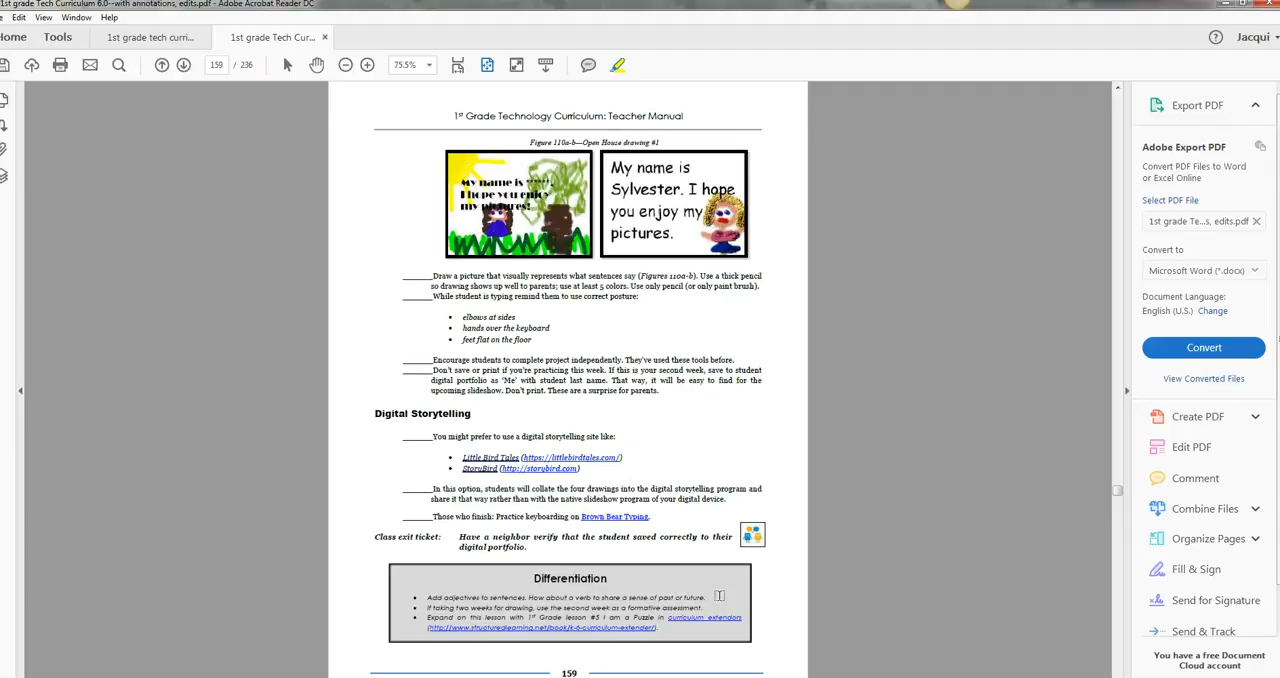 1st grade Tech Curriculum 6.0--with annotations, edits.pdf - Adobe Acrobat Reader DC
Edit View Window Help
Home Tools 1st grade tech curri... 1st grade Tech Cur... × Jacqui
159 / 236 75.5%
1st Grade Technology Curriculum: Teacher Manual
Figure 110a-b—Open House drawing #1
My name is ****.
I hope you enjoy
my pictures!
My name is
Sylvester. I hope
you enjoy my
pictures.
______Draw a picture that visually represents what sentences say (Figures 110a-b). Use a thick pencil
so drawing shows up well to parents; use at least 5 colors. Use only pencil (or only paint brush).
______While student is typing remind them to use correct posture:
• elbows at sides
• hands over the keyboard
• feet flat on the floor
______Encourage students to complete project independently. They've used these tools before.
______Don't save or print if you're practicing this week. If this is your second week, save to student
digital portfolio as 'Me' with student last name. That way, it will be easy to find for the
upcoming slideshow. Don't print. These are a surprise for parents.
Digital Storytelling
______You might prefer to use a digital storytelling site like:
• Little Bird Tales (https://littlebirdtales.com/)
• StoryBird (http://storybird.com)
______In this option, students will collate the four drawings into the digital storytelling program and
share it that way rather than with the native slideshow program of your digital device.
______Those who finish: Practice keyboarding on Brown Bear Typing.
Class exit ticket: Have a neighbor verify that the student saved correctly to their
digital portfolio.
Differentiation
• Add adjectives to sentences. How about a verb to share a sense of past or future.
• If taking two weeks for drawing, use the second week as a formative assessment.
• Expand on this lesson with 1st Grade lesson #5 I am a Puzzle in curriculum extendors
(http://www.structuredlearning.net/book/k-6-curriculum-extender/).
159
Export PDF
Adobe Export PDF
Convert PDF Files to Word
or Excel Online
Select PDF File
1st grade Te...s, edits.pdf ×
Convert to
Microsoft Word (*.docx)
Document Language:
English (U.S.) Change
Convert
View Converted Files
Create PDF
Edit PDF
Comment
Combine Files
Organize Pages
Fill & Sign
Send for Signature
Send & Track
You have a free Document
Cloud account